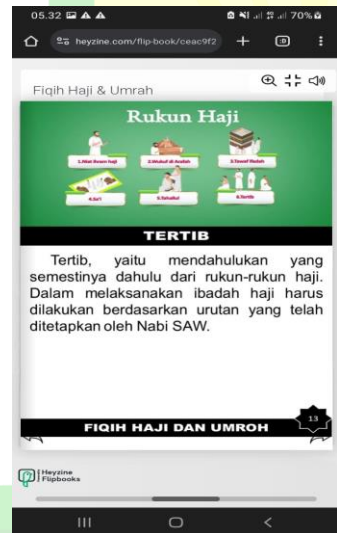 05.32
70%
heyzine.com/flip-book/ceac9f2
Fiqih Haji & Umrah
Rukun Haji
1.Niat ihram haji
2.Wukuf di Arafah
3.Tawaf ifadah
4.Sa'i
5.Tahallul
6.Tertib
TERTIB
Tertib, yaitu mendahulukan yang
semestinya dahulu dari rukun-rukun haji.
Dalam melaksanakan ibadah haji harus
dilakukan berdasarkan urutan yang telah
ditetapkan oleh Nabi SAW.
FIQIH HAJI DAN UMROH
13
Heyzine
Flipbooks